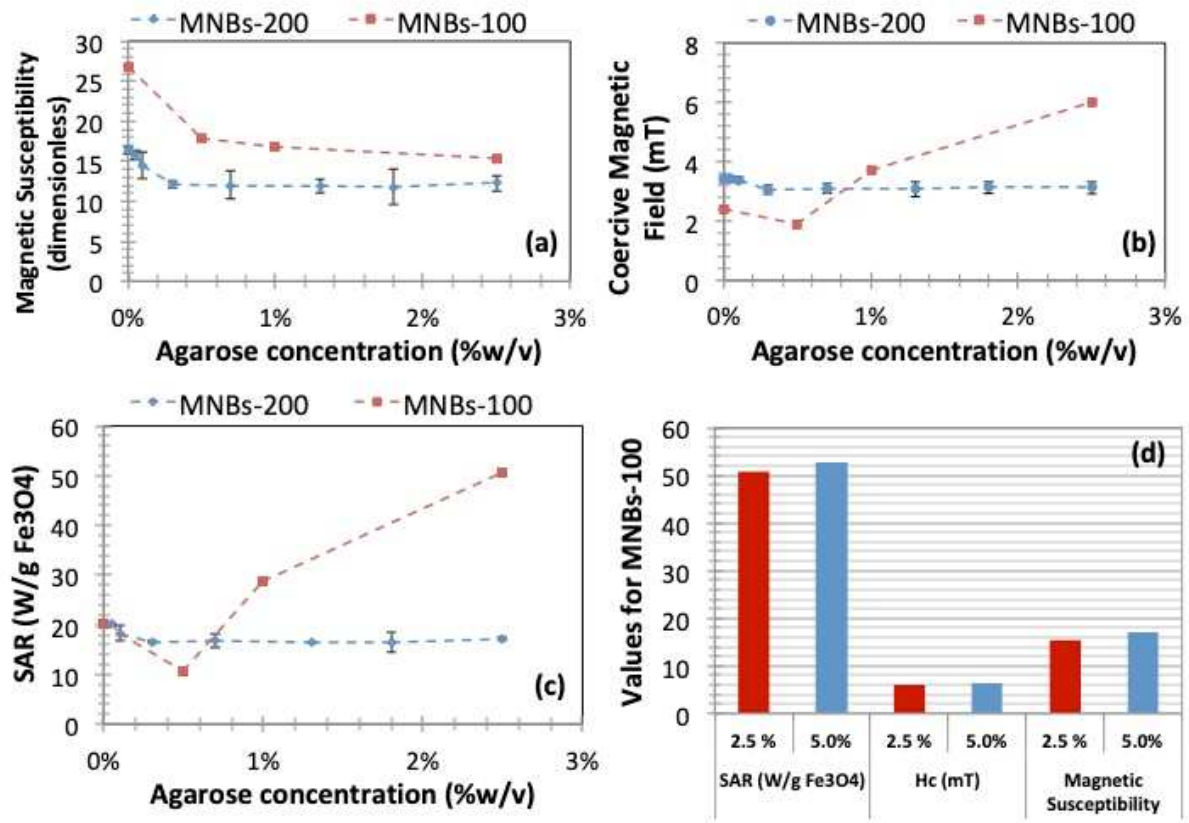 MNBs-200 MNBs-100
Magnetic Susceptibility
(dimensionless)
30
25
20
15
10
5
0
(a)
0% 1% 2% 3%
Agarose concentration (%w/v)
MNBs-200 MNBs-100
Coercive Magnetic
Field (mT)
8
6
4
2
0
(b)
0% 1% 2% 3%
Agarose concentration (%w/v)
MNBs-200 MNBs-100
SAR (W/g Fe3O4)
60
50
40
30
20
10
0
(c)
0% 1% 2% 3%
Agarose concentration (%w/v)
Values for MNBs-100
60
50
40
30
20
10
0
(d)
2.5 % 5.0% 2.5 % 5.0% 2.5 % 5.0%
SAR (W/g Fe3O4) Hc (mT) Magnetic
Susceptibility